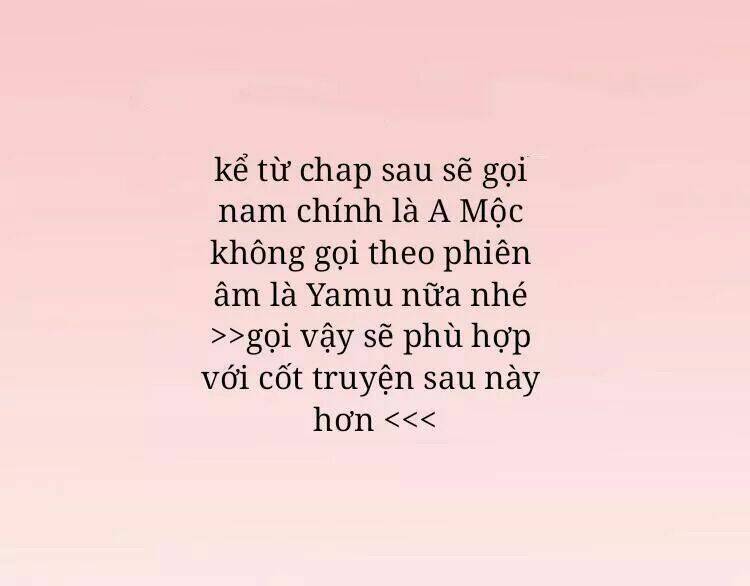 kể từ chap sau sẽ gọi
nam chính là A Mộc
không gọi theo phiên
âm là Yamu nữa nhé
>>gọi vậy sẽ phù hợp
với cốt truyện sau này
hơn <<<